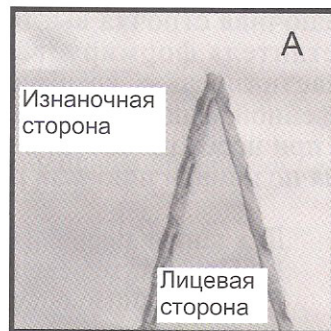 А
Изнаночная
сторона
Лицевая
сторона